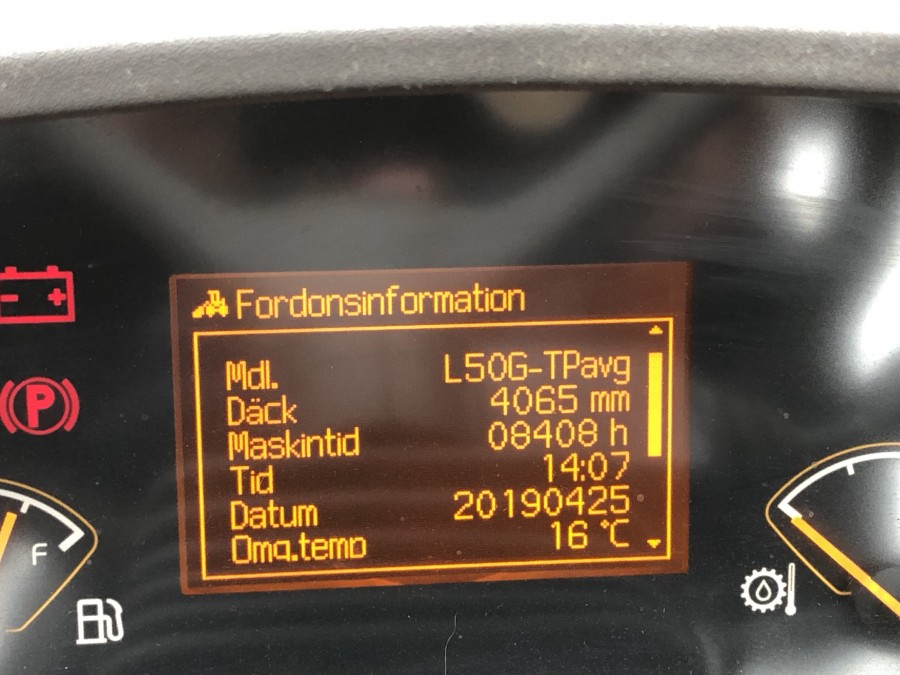 Fordonsinformation
Mdl. L50G-TPavg
Däck 4065 mm
Maskintid 08408 h
Tid 14:07
Datum 20190425
Omg.temp 16 °C
P
F